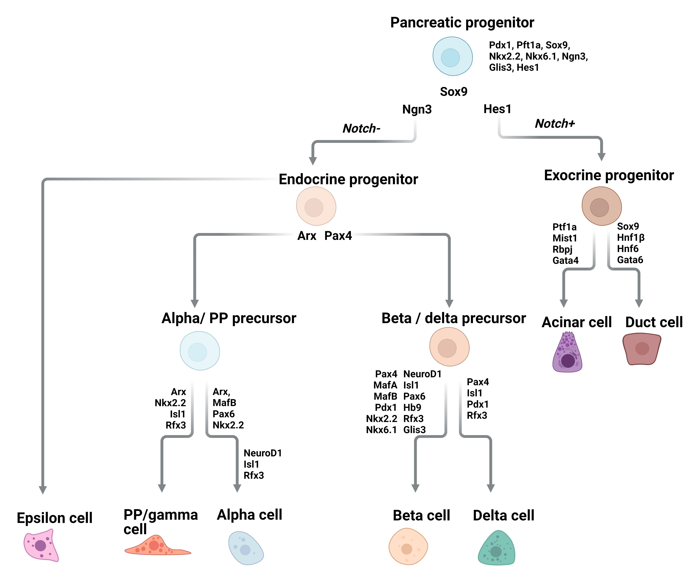 Pancreatic progenitor
Pdx1, Pft1a, Sox9,
Nkx2.2, Nkx6.1, Ngn3,
Glis3, Hes1
Sox9
Ngn3
Hes1
Notch-
Notch+
Endocrine progenitor
Exocrine progenitor
Arx Pax4
Ptf1a
Mist1
Rbpj
Gata4
Sox9
Hnf1β
Hnf6
Gata6
Alpha/ PP precursor
Beta / delta precursor
Acinar cell
Duct cell
Arx
Nkx2.2
Isl1
Rfx3
Arx,
MafB
Pax6
Nkx2.2
NeuroD1
Isl1
Rfx3
Pax4 NeuroD1
MafA Isl1
MafB Pax6
Pdx1 Hb9
Nkx2.2 Rfx3
Nkx6.1 Glis3
Pax4
Isl1
Pdx1
Rfx3
Epsilon cell
PP/gamma
cell
Alpha cell
Beta cell
Delta cell